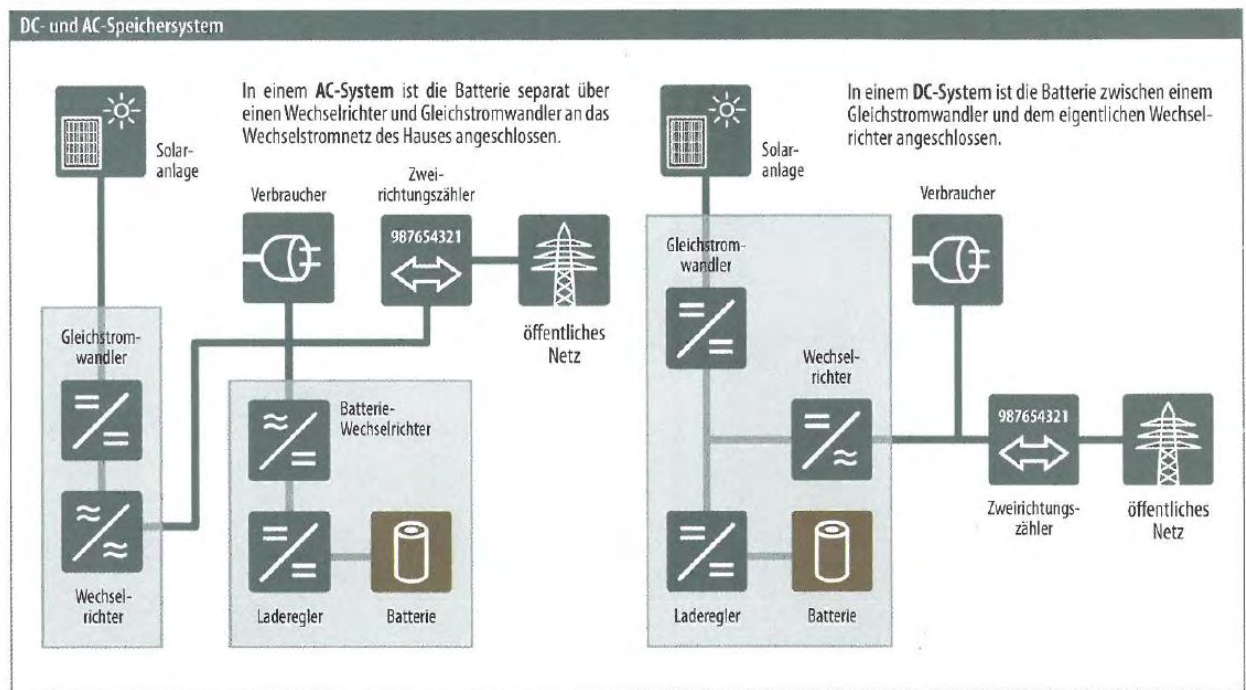 DC- und AC-Speichersystem
In einem AC-System ist die Batterie separat über
einen Wechselrichter und Gleichstromwandler an das
Wechselstromnetz des Hauses angeschlossen.
Solar-
anlage
Verbraucher
Zwei-
richtungszähler
987654321
öffentliches
Netz
Gleichstrom-
wandler
Batterie-
Wechselrichter
Wechsel-
richter
Laderegler
Batterie
In einem DC-System ist die Batterie zwischen einem
Gleichstromwandler und dem eigentlichen Wechsel-
richter angeschlossen.
Solar-
anlage
Verbraucher
Gleichstrom-
wandler
Wechsel-
richter
987654321
Zweirichtungs-
zähler
öffentliches
Netz
Laderegler
Batterie